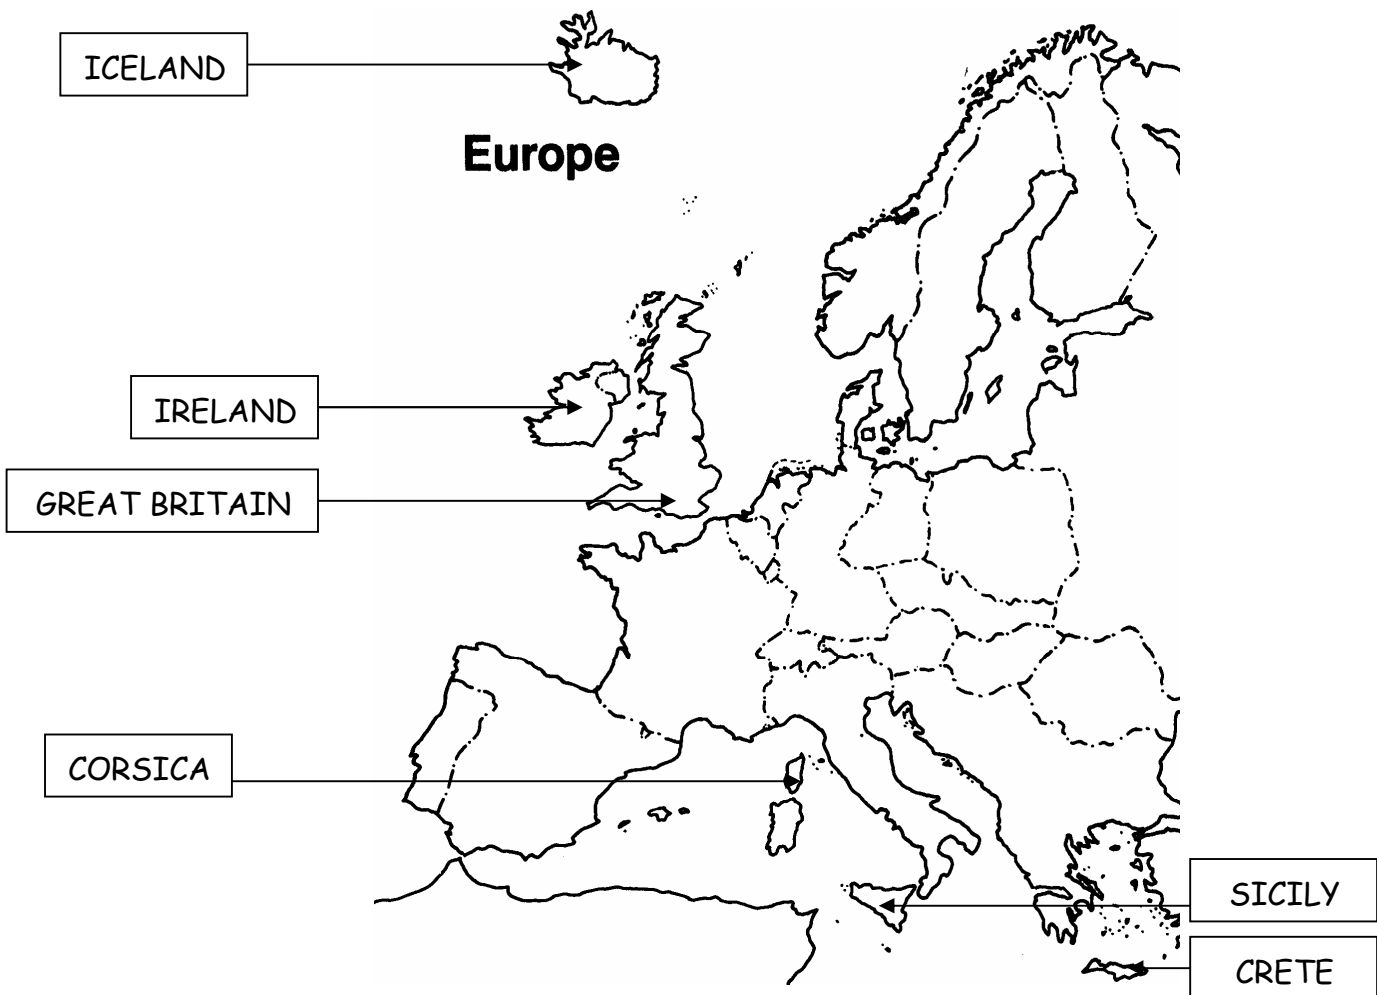 ICELAND
Europe
IRELAND
GREAT BRITAIN
CORSICA
SICILY
CRETE